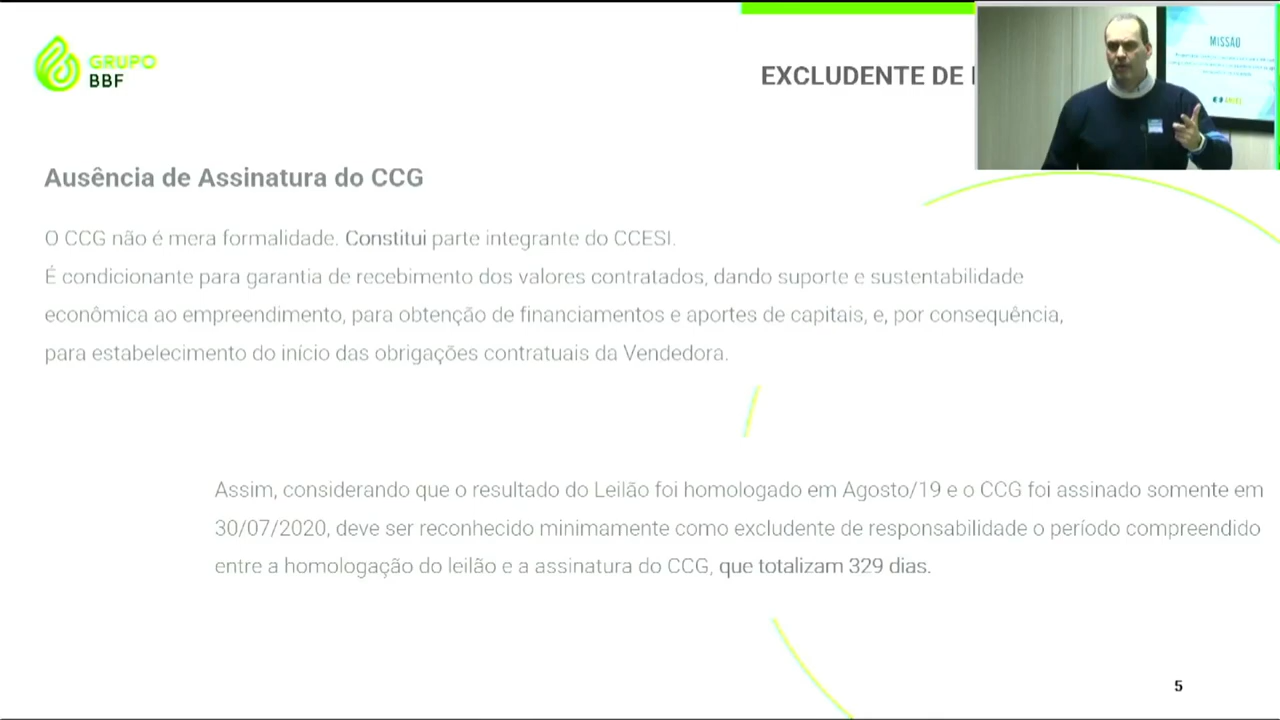 GRUPO
BBF
EXCLUDENTE DE
MISSÃO
Ausência de Assinatura do CCG
O CCG não é mera formalidade. Constitui parte integrante do CCESI.
É condicionante para garantia de recebimento dos valores contratados, dando suporte e sustentabilidade
econômica ao empreendimento, para obtenção de financiamentos e aportes de capitais, e, por consequência,
para estabelecimento do início das obrigações contratuais da Vendedora.
Assim, considerando que o resultado do Leilão foi homologado em Agosto/19 e o CCG foi assinado somente em
30/07/2020, deve ser reconhecido minimamente como excludente de responsabilidade o período compreendido
entre a homologação do leilão e a assinatura do CCG, que totalizam 329 dias.
5